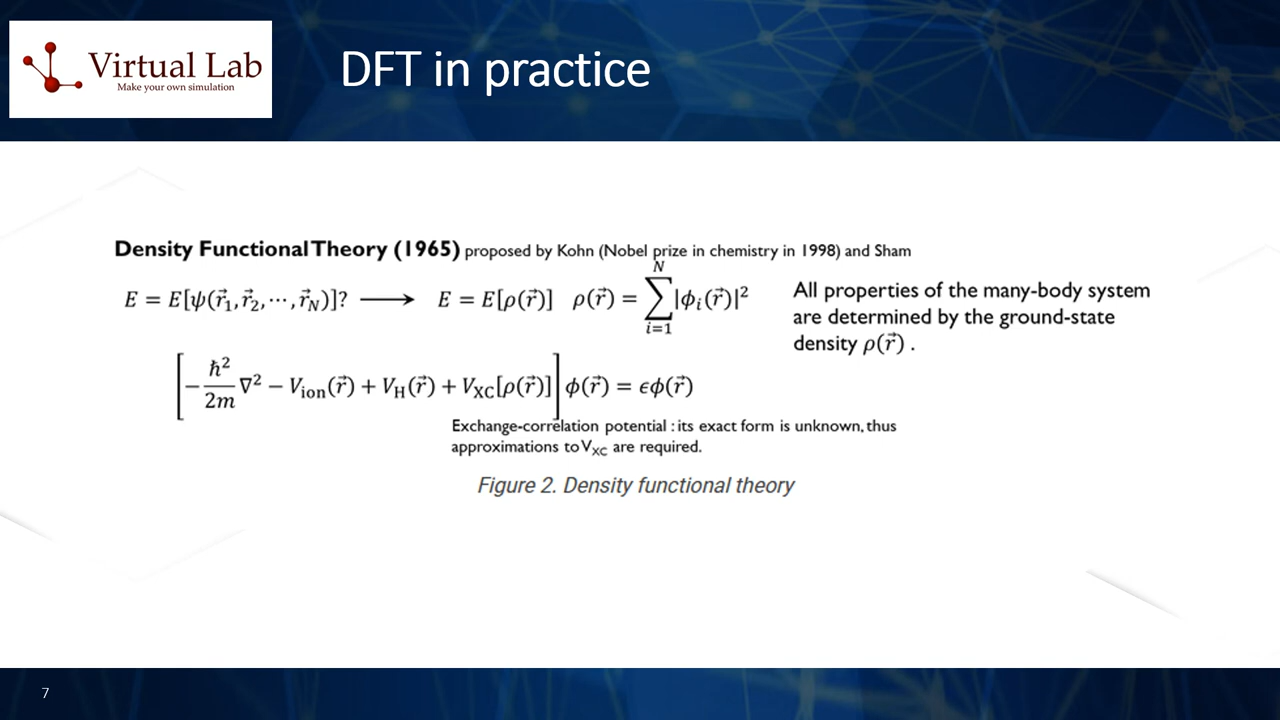 Virtual Lab
Make your own simulation
DFT in practice
Density Functional Theory (1965) proposed by Kohn (Nobel prize in chemistry in 1998) and Sham
E = E[ψ(r⃗₁, r⃗₂, ⋯, r⃗_N)]? ⟶ E = E[ρ(r⃗)] ρ(r⃗) = ∑_{i=1}^{N} |ϕᵢ(r⃗)|²
All properties of the many-body system
are determined by the ground-state
density ρ(r⃗) .
[−ħ²/2m ∇² − V_ion(r⃗) + V_H(r⃗) + V_XC[ρ(r⃗)]] ϕ(r⃗) = ϵϕ(r⃗)
Exchange-correlation potential : its exact form is unknown, thus
approximations to V_XC are required.
Figure 2. Density functional theory
7